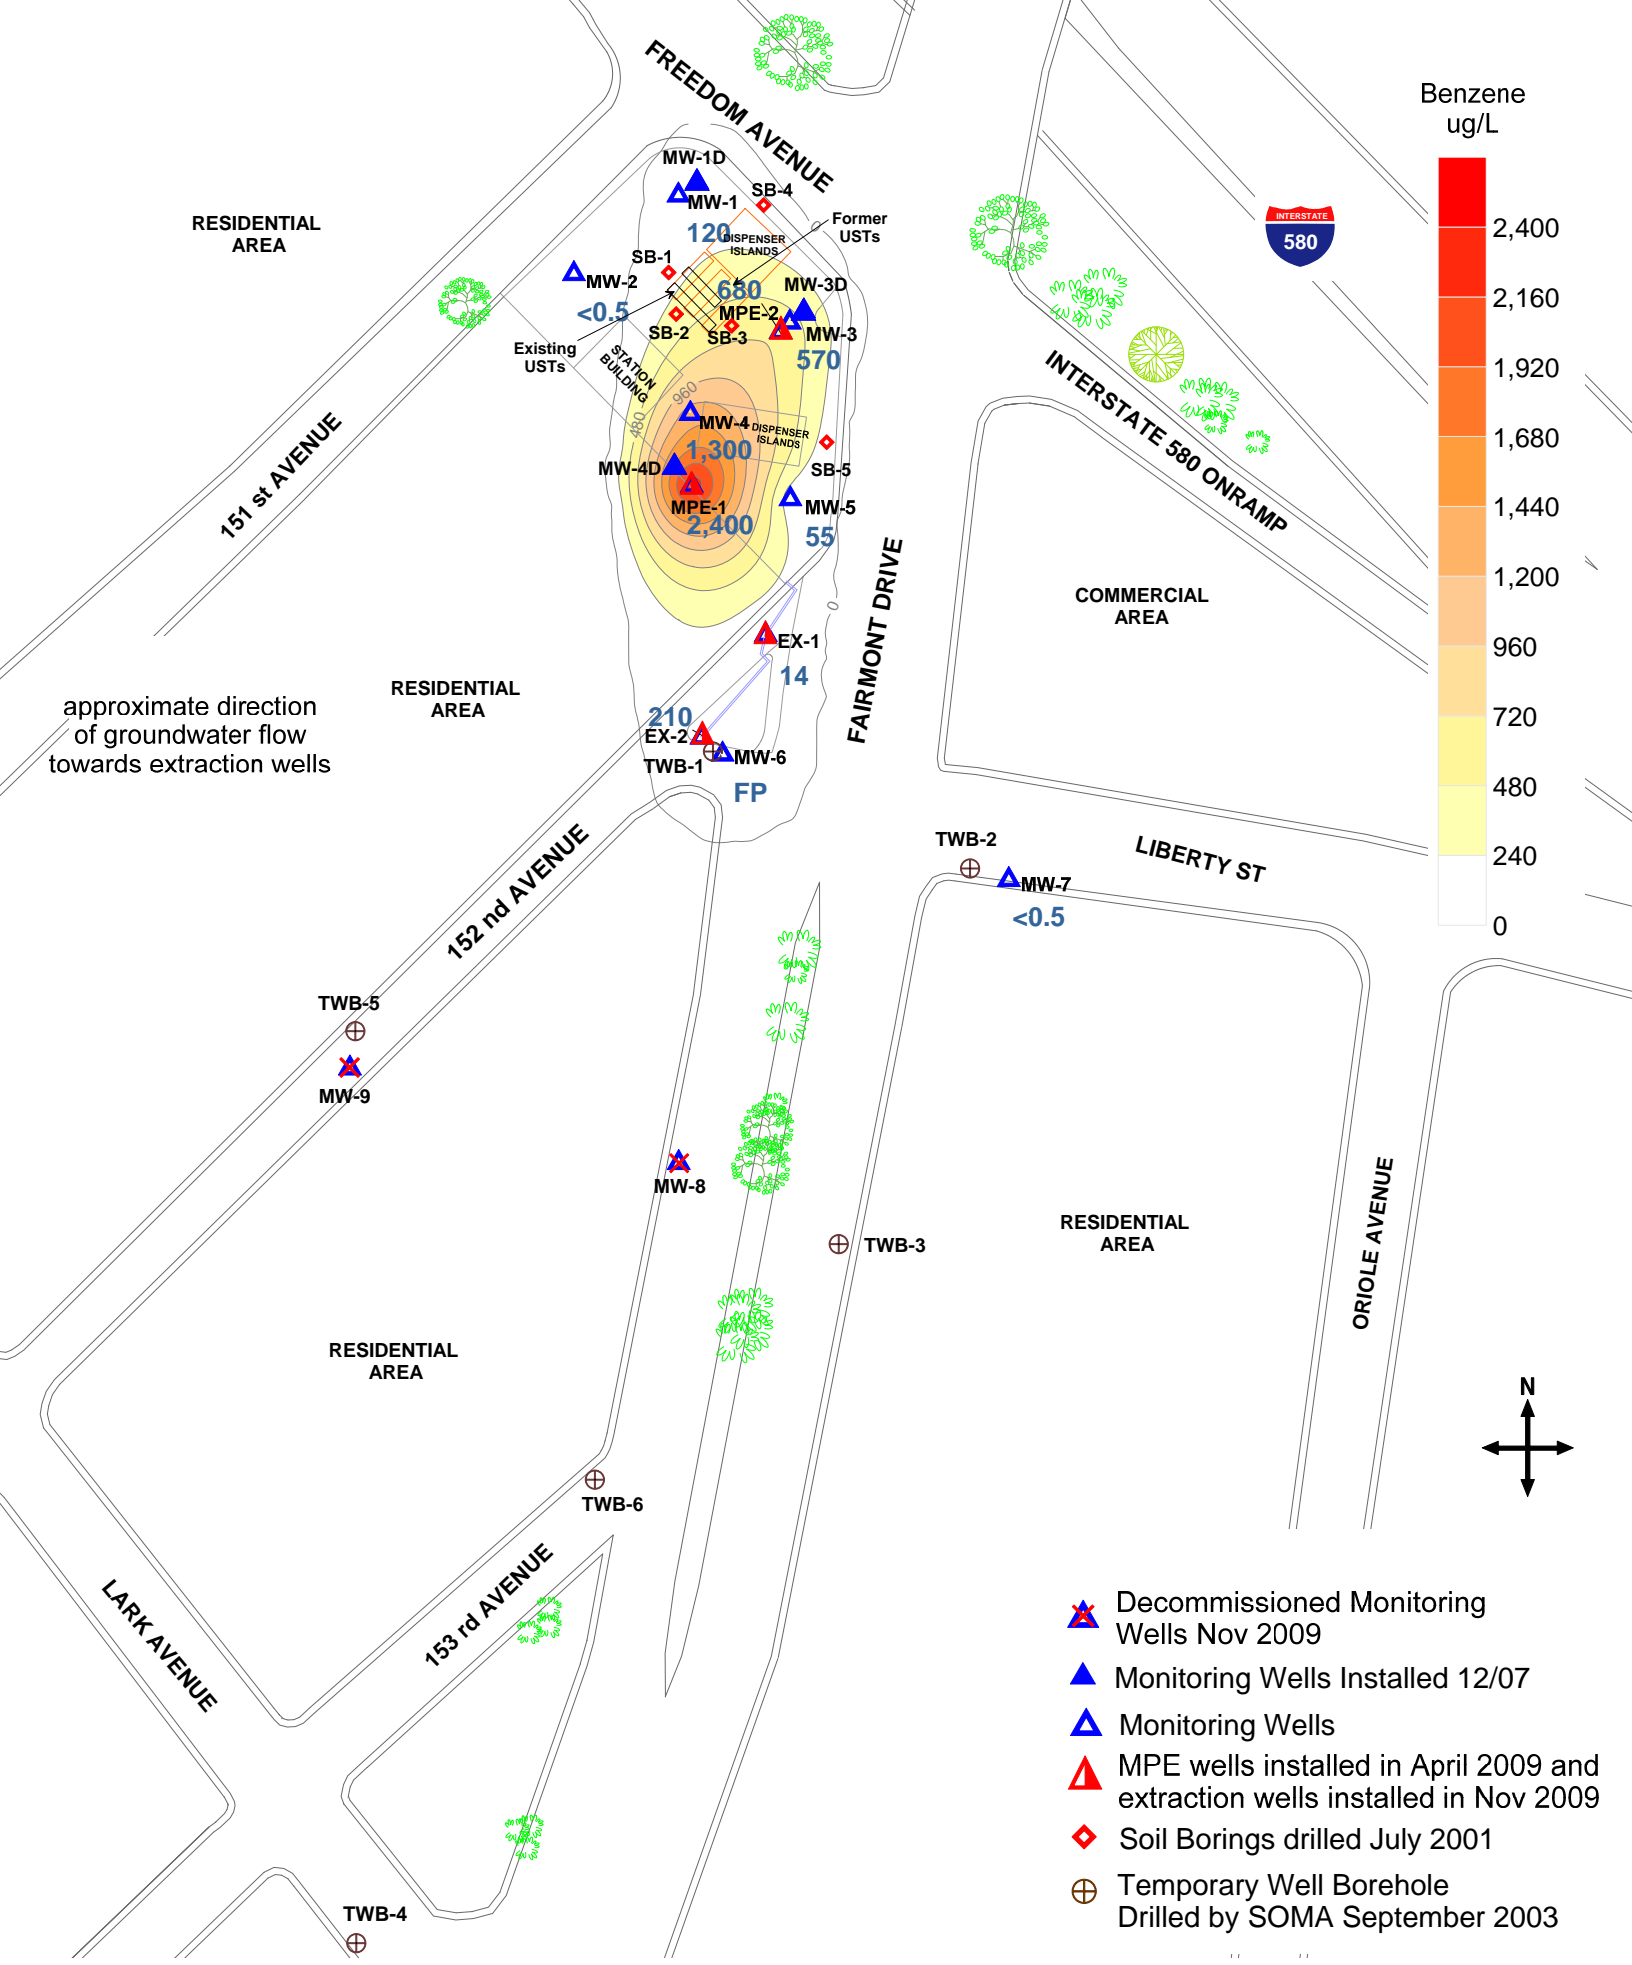 FREEDOM AVENUE
Benzene
ug/L
MW-1D
MW-1
SB-4
120
DISPENSER
ISLANDS
Former
USTs
0
RESIDENTIAL
AREA
INTERSTATE
580
2,400
2,160
1,920
1,680
1,440
1,200
960
720
480
240
0
SB-1
MW-2
<0.5
680
MW-3D
MPE-2
MW-3
570
SB-2
SB-3
Existing
USTs
STATION
BUILDING
960
480
MW-4
1,300
DISPENSER
ISLANDS
SB-5
MW-4D
MPE-1
2,400
MW-5
55
151 st AVENUE
INTERSTATE 580 ONRAMP
COMMERCIAL
AREA
0
FAIRMONT DRIVE
EX-1
14
RESIDENTIAL
AREA
approximate direction
of groundwater flow
towards extraction wells
210
EX-2
TWB-1
MW-6
FP
TWB-2
MW-7
<0.5
LIBERTY ST
152 nd AVENUE
TWB-5
MW-9
MW-8
TWB-3
RESIDENTIAL
AREA
ORIOLE AVENUE
RESIDENTIAL
AREA
N
TWB-6
153 rd AVENUE
LARK AVENUE
TWB-4
Decommissioned Monitoring
Wells Nov 2009
Monitoring Wells Installed 12/07
Monitoring Wells
MPE wells installed in April 2009 and
extraction wells installed in Nov 2009
Soil Borings drilled July 2001
Temporary Well Borehole
Drilled by SOMA September 2003